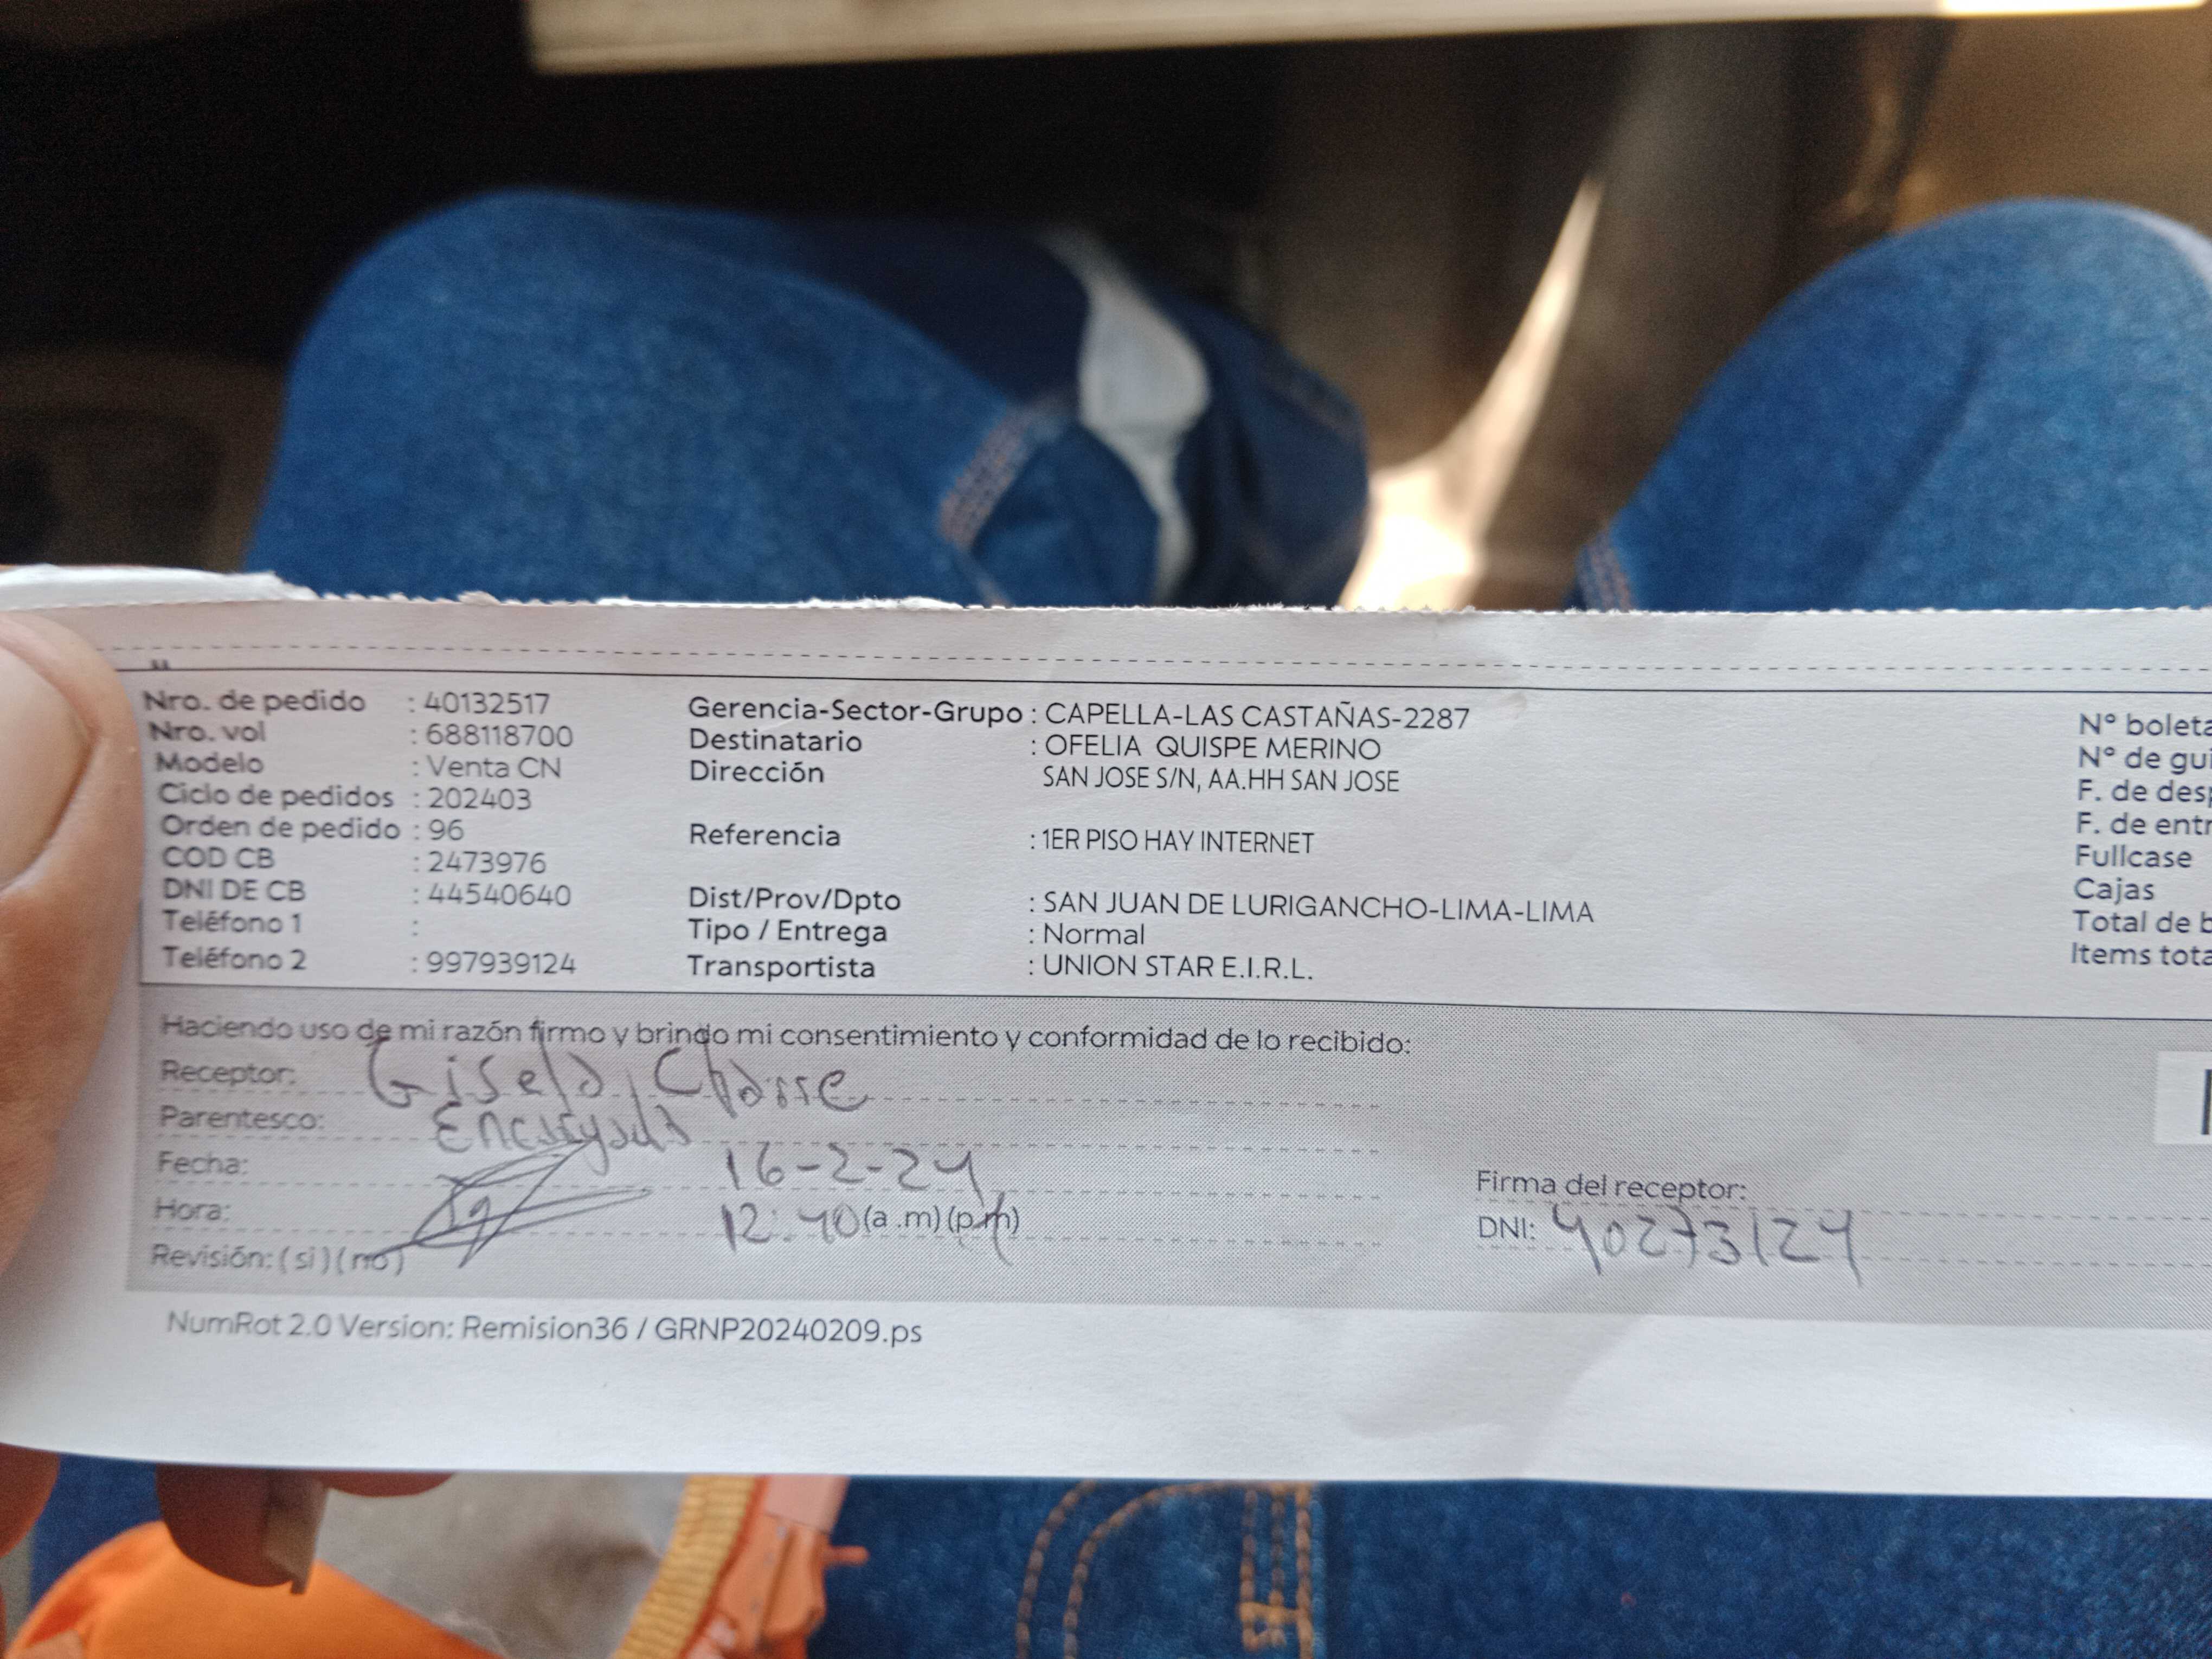 Nro. de pedido : 40132517
Nro. vol : 688118700
Modelo : Venta CN
Ciclo de pedidos : 202403
Orden de pedido : 96
COD CB : 2473976
DNI DE CB : 44540640
Teléfono 1 :
Teléfono 2 : 997939124
Gerencia-Sector-Grupo : CAPELLA-LAS CASTAÑAS-2287
Destinatario : OFELIA QUISPE MERINO
Dirección SAN JOSE S/N, AA.HH SAN JOSE
Referencia : 1ER PISO HAY INTERNET
Dist/Prov/Dpto : SAN JUAN DE LURIGANCHO-LIMA-LIMA
Tipo / Entrega : Normal
Transportista : UNION STAR E.I.R.L.
N° boleta
N° de gui
F. de desp
F. de entr
Fullcase
Cajas
Total de b
Items tota
Haciendo uso de mi razón firmo y brindo mi consentimiento y conformidad de lo recibido:
Receptor: Gisela
Parentesco: Encargada
Fecha: 16-2-24
Hora: 12:40 (a.m) (p.m)
Revisión: (si) (no)
Firma del receptor:
DNI: 40273124
NumRot 2.0 Version: Remision36 / GRNP20240209.ps